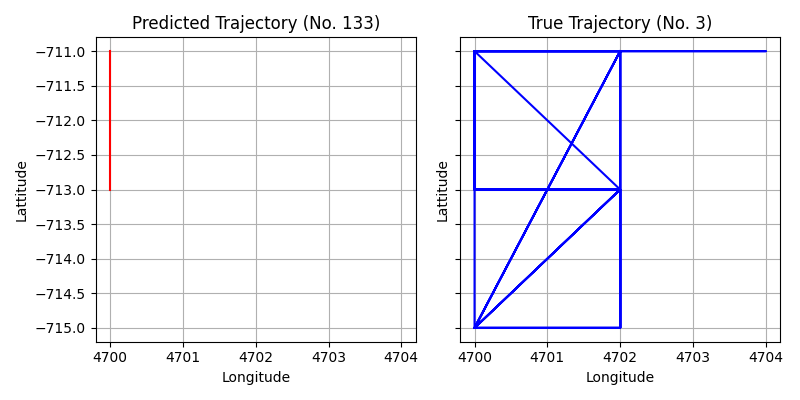 Predicted Trajectory (No. 133)
True Trajectory (No. 3)
Lattitude
−711.0
−711.5
−712.0
−712.5
−713.0
−713.5
−714.0
−714.5
−715.0
Lattitude
4700 4701 4702 4703 4704
4700 4701 4702 4703 4704
Longitude
Longitude